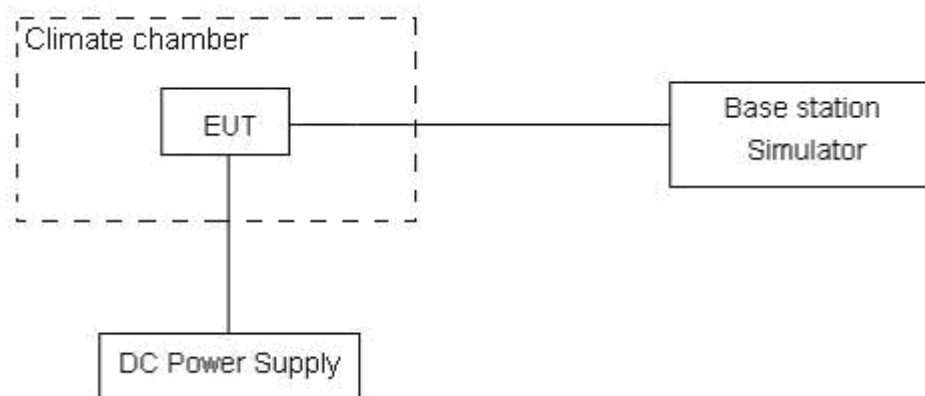 Climate chamber
EUT
Base station
Simulator
DC Power Supply